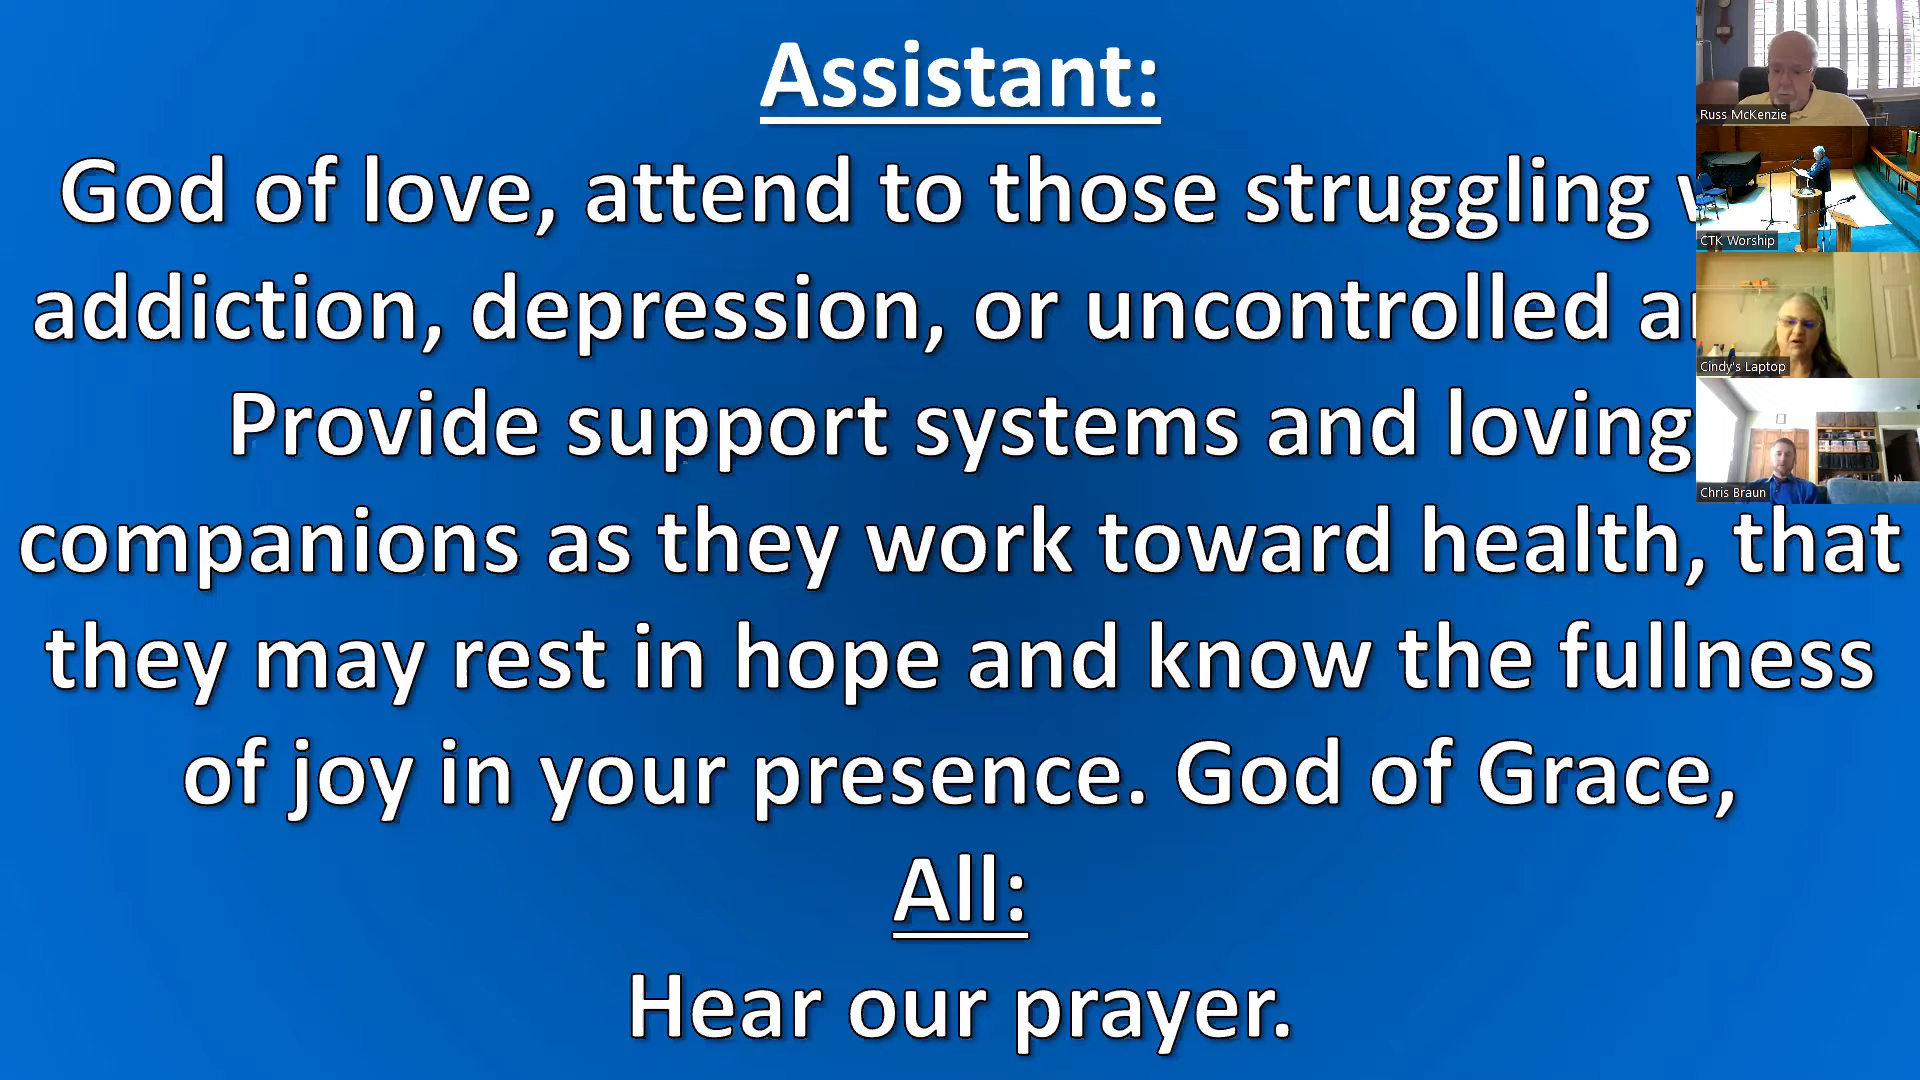 Assistant:
God of love, attend to those struggling
addiction, depression, or uncontrolled
Provide support systems and loving
companions as they work toward health, that
they may rest in hope and know the fullness
of joy in your presence. God of Grace,
All:
Hear our prayer.
Russ McKenzie
CTK Worship
Cindy's Laptop
Chris Braun